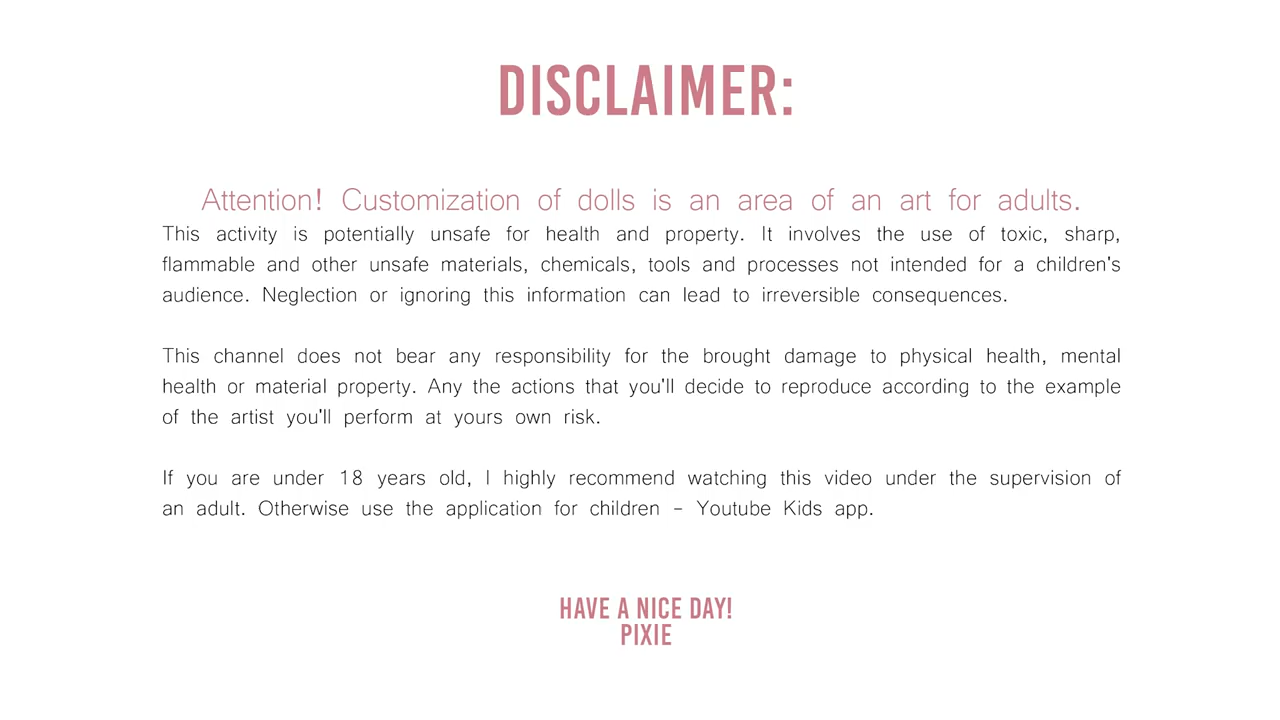 DISCLAIMER:
Attention! Customization of dolls is an area of an art for adults.
This activity is potentially unsafe for health and property. It involves the use of toxic, sharp,
flammable and other unsafe materials, chemicals, tools and processes not intended for a children's
audience. Neglection or ignoring this information can lead to irreversible consequences.
This channel does not bear any responsibility for the brought damage to physical health, mental
health or material property. Any the actions that you'll decide to reproduce according to the example
of the artist you'll perform at yours own risk.
If you are under 18 years old, I highly recommend watching this video under the supervision of
an adult. Otherwise use the application for children - Youtube Kids app.
HAVE A NICE DAY!
PIXIE